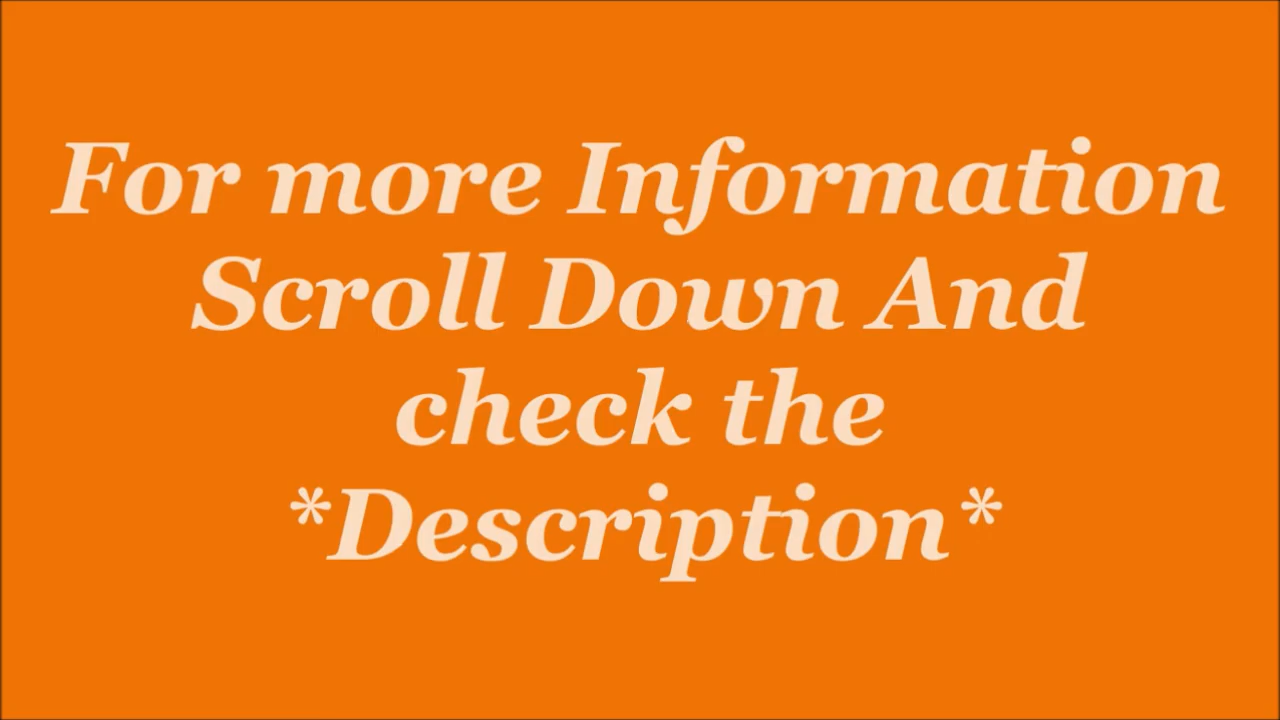 For more Information
Scroll Down And
check the
*Description*